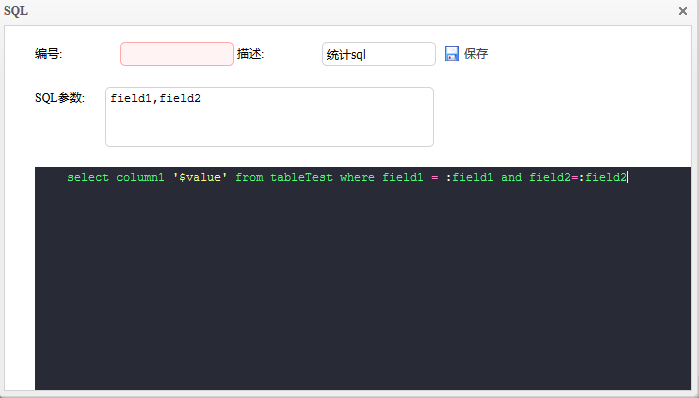 SQL
编号: 描述: 统计sql 保存
SQL参数: field1,field2
select column1 '$value' from tableTest where field1 = :field1 and field2=:field2